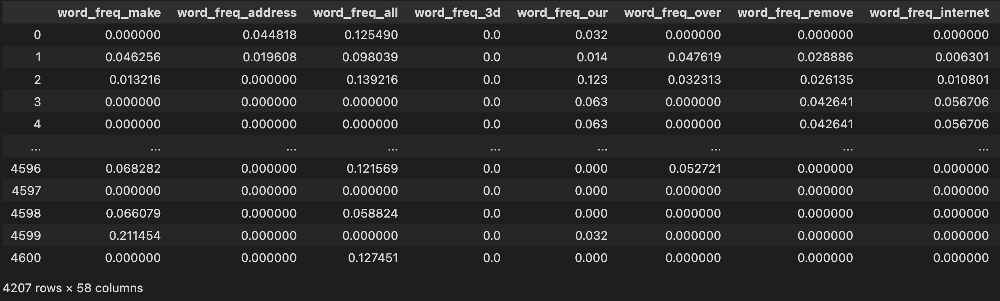 word_freq_make word_freq_address word_freq_all word_freq_3d word_freq_our word_freq_over word_freq_remove word_freq_internet
0 0.000000 0.044818 0.125490 0.0 0.032 0.000000 0.000000 0.000000
1 0.046256 0.019608 0.098039 0.0 0.014 0.047619 0.028886 0.006301
2 0.013216 0.000000 0.139216 0.0 0.123 0.032313 0.026135 0.010801
3 0.000000 0.000000 0.000000 0.0 0.063 0.000000 0.042641 0.056706
4 0.000000 0.000000 0.000000 0.0 0.063 0.000000 0.042641 0.056706
... ... ... ... ... ... ... ... ...
4596 0.068282 0.000000 0.121569 0.0 0.000 0.052721 0.000000 0.000000
4597 0.000000 0.000000 0.000000 0.0 0.000 0.000000 0.000000 0.000000
4598 0.066079 0.000000 0.058824 0.0 0.000 0.000000 0.000000 0.000000
4599 0.211454 0.000000 0.000000 0.0 0.032 0.000000 0.000000 0.000000
4600 0.000000 0.000000 0.127451 0.0 0.000 0.000000 0.000000 0.000000
4207 rows × 58 columns